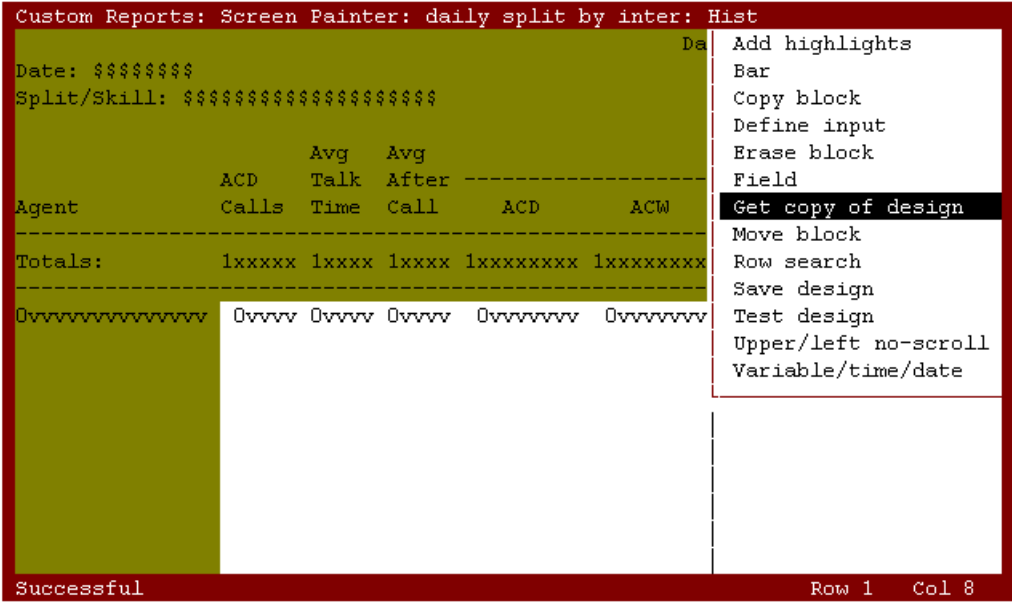 Custom Reports: Screen Painter: daily split by inter: Hist
Da
Date: $$$$$$$$
Split/Skill: $$$$$$$$$$$$$$$$$$$$
Avg Avg
ACD Talk After -------------------
Agent Calls Time Call ACD ACW
------------------------------------------------------
Totals: 1xxxxx 1xxxx 1xxxx 1xxxxxxxx 1xxxxxxxx
------------------------------------------------------
0vvvvvvvvvvvvvv 0vvvv 0vvvv 0vvvv 0vvvvvvv 0vvvvvvv
Add highlights
Bar
Copy block
Define input
Erase block
Field
Get copy of design
Move block
Row search
Save design
Test design
Upper/left no-scroll
Variable/time/date
Successful Row 1 Col 8